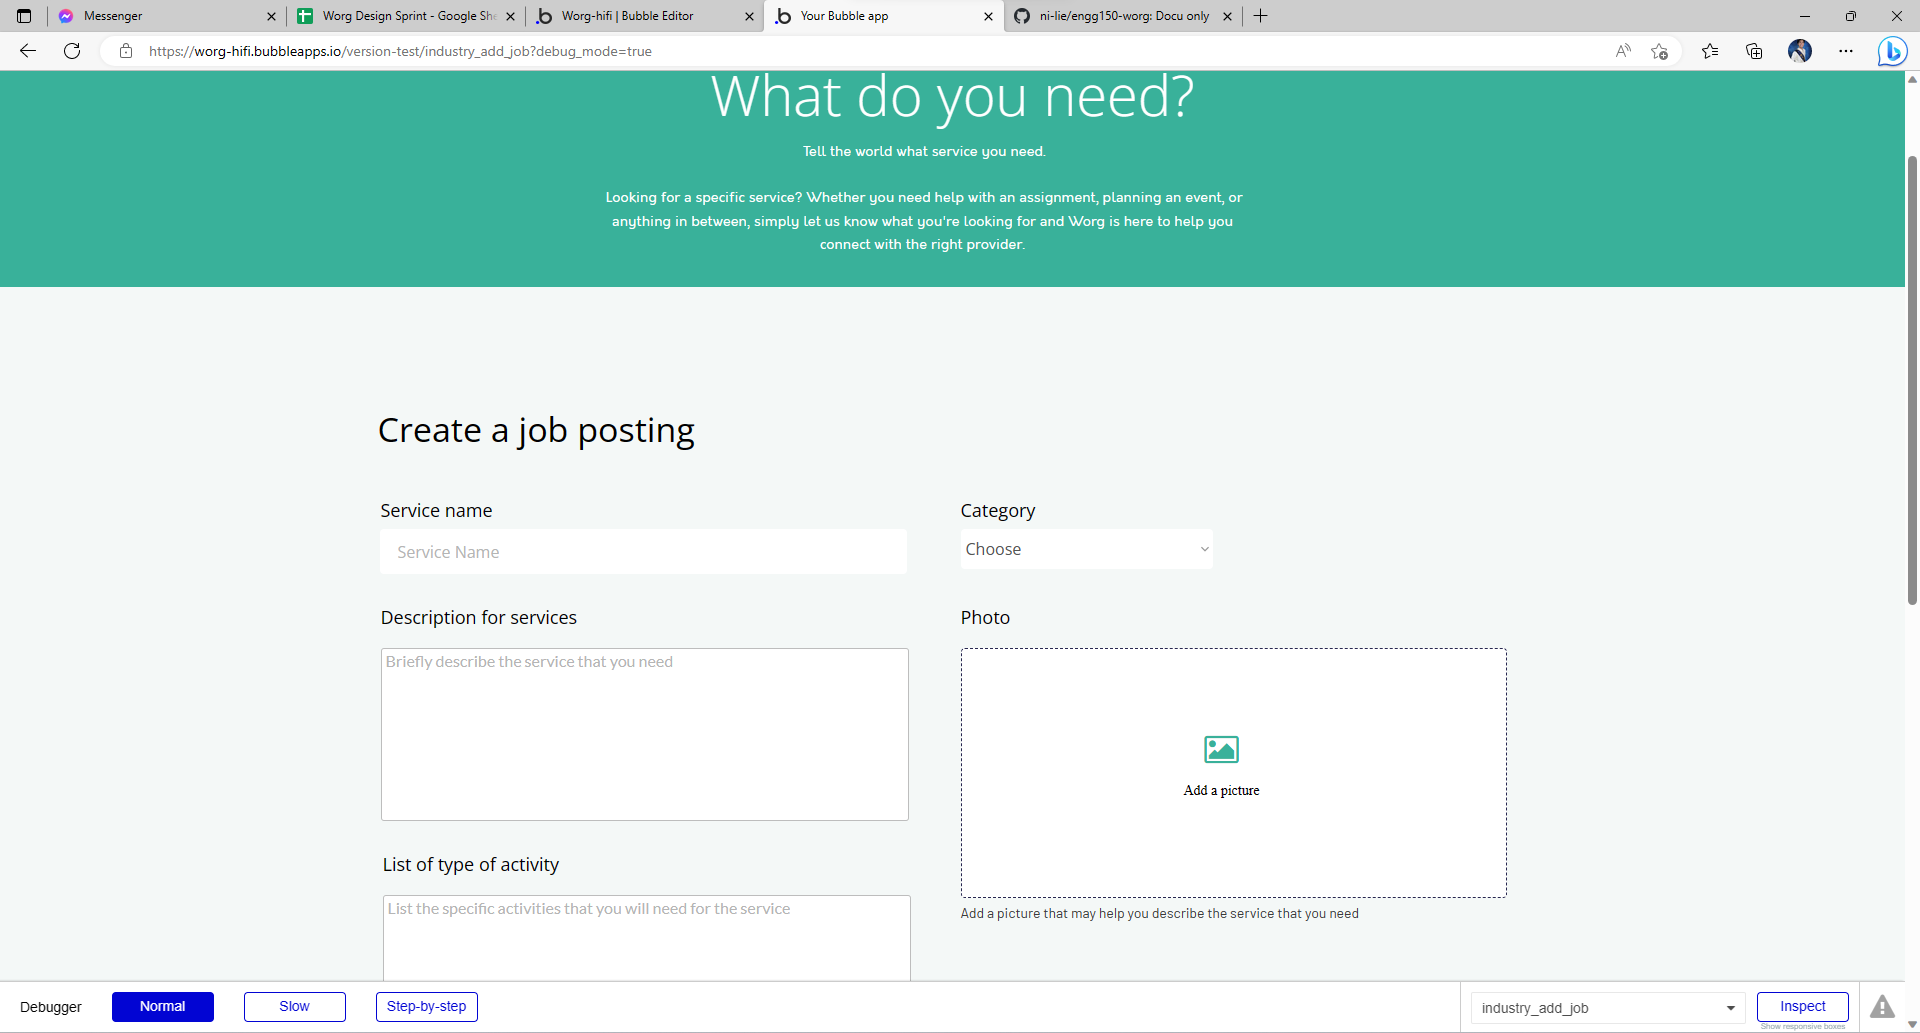 Messenger
Worg Design Sprint - Google She
Worg-hifi | Bubble Editor
Your Bubble app
ni-lie/engg150-worg: Docu only
https://worg-hifi.bubbleapps.io/version-test/industry_add_job?debug_mode=true
What do you need?
Tell the world what service you need.
Looking for a specific service? Whether you need help with an assignment, planning an event, or
anything in between, simply let us know what you're looking for and Worg is here to help you
connect with the right provider.
Create a job posting
Service name
Category
Service Name
Choose
Description for services
Photo
Briefly describe the service that you need
Add a picture
List of type of activity
List the specific activities that you will need for the service
Add a picture that may help you describe the service that you need
Debugger
Normal
Slow
Step-by-step
industry_add_job
Inspect
Show responsive boxes